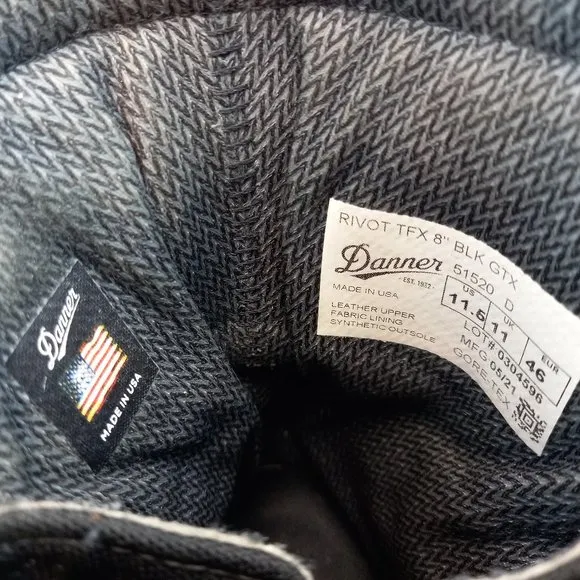 Danner
MADE IN USA
RIVOT TFX 8" BLK GTX
Danner
EST. 1932
51520 D
MADE IN USA
US UK EUR
11.5 11 46
LEATHER UPPER
FABRIC LINING
SYNTHETIC OUTSOLE
LOT# 0304596
MFG 05/21
GORE-TEX